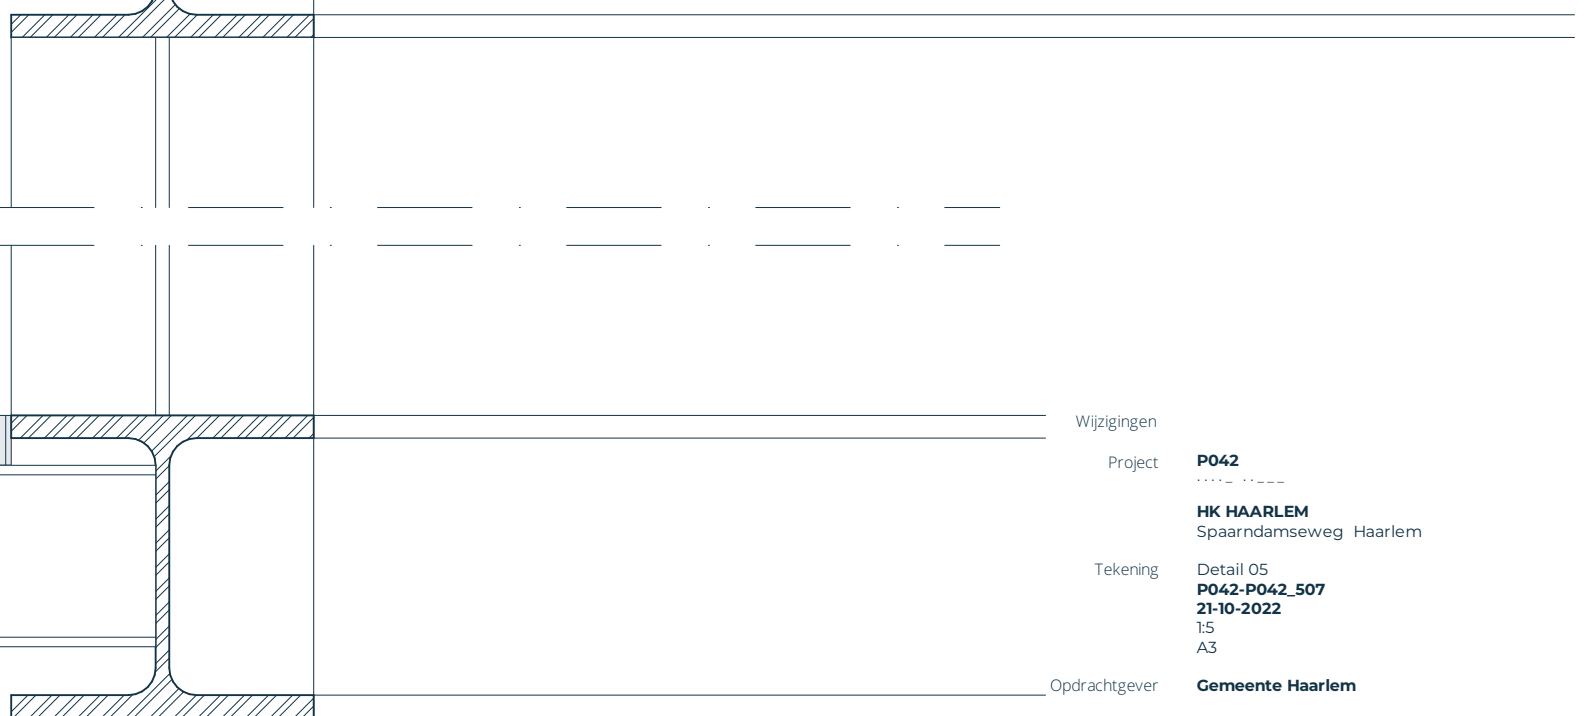 Wijzigingen
Project P042
HK HAARLEM
Spaarndamseweg Haarlem
Tekening Detail 05
P042-P042_507
21-10-2022
1:5
A3
Opdrachtgever Gemeente Haarlem